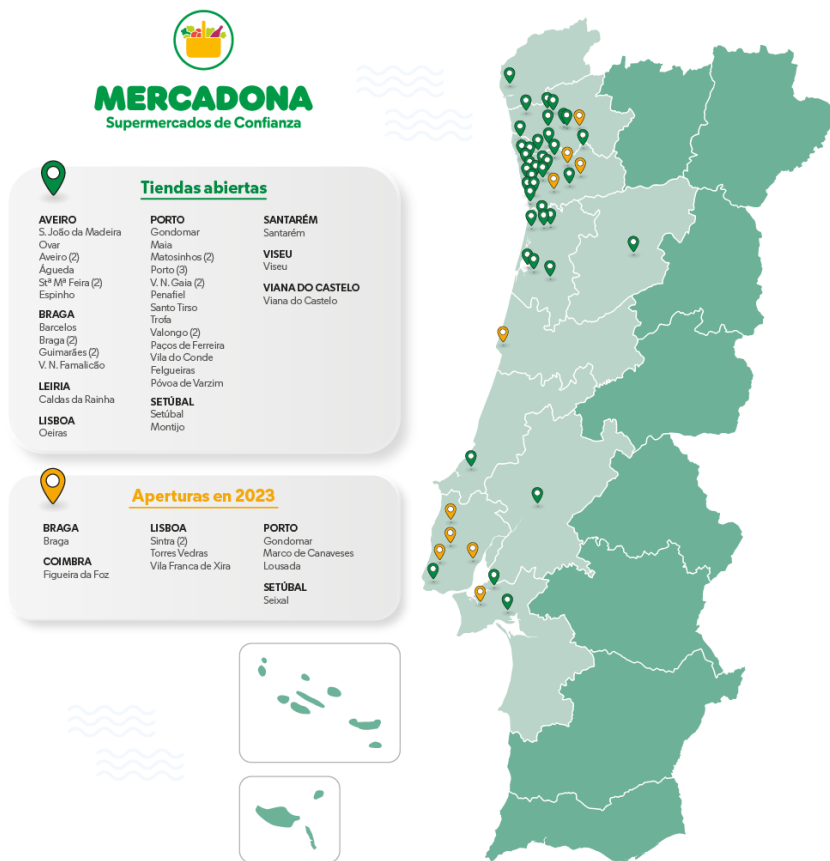 MERCADONA
Supermercados de Confianza
Tiendas abiertas
AVEIRO
S. João da Madeira
Ovar
Aveiro (2)
Águeda
Stª Mª Feira (2)
Espinho
BRAGA
Barcelos
Braga (2)
Guimarães (2)
V. N. Famalicão
LEIRIA
Caldas da Rainha
LISBOA
Oeiras
PORTO
Gondomar
Maia
Matosinhos (2)
Porto (3)
V. N. Gaia (2)
Penafiel
Santo Tirso
Trofa
Valongo (2)
Paços de Ferreira
Vila do Conde
Felgueiras
Póvoa de Varzim
SETÚBAL
Setúbal
Montijo
SANTARÉM
Santarém
VISEU
Viseu
VIANA DO CASTELO
Viana do Castelo
Aperturas en 2023
BRAGA
Braga
COIMBRA
Figueira da Foz
LISBOA
Sintra (2)
Torres Vedras
Vila Franca de Xira
PORTO
Gondomar
Marco de Canaveses
Lousada
SETÚBAL
Seixal